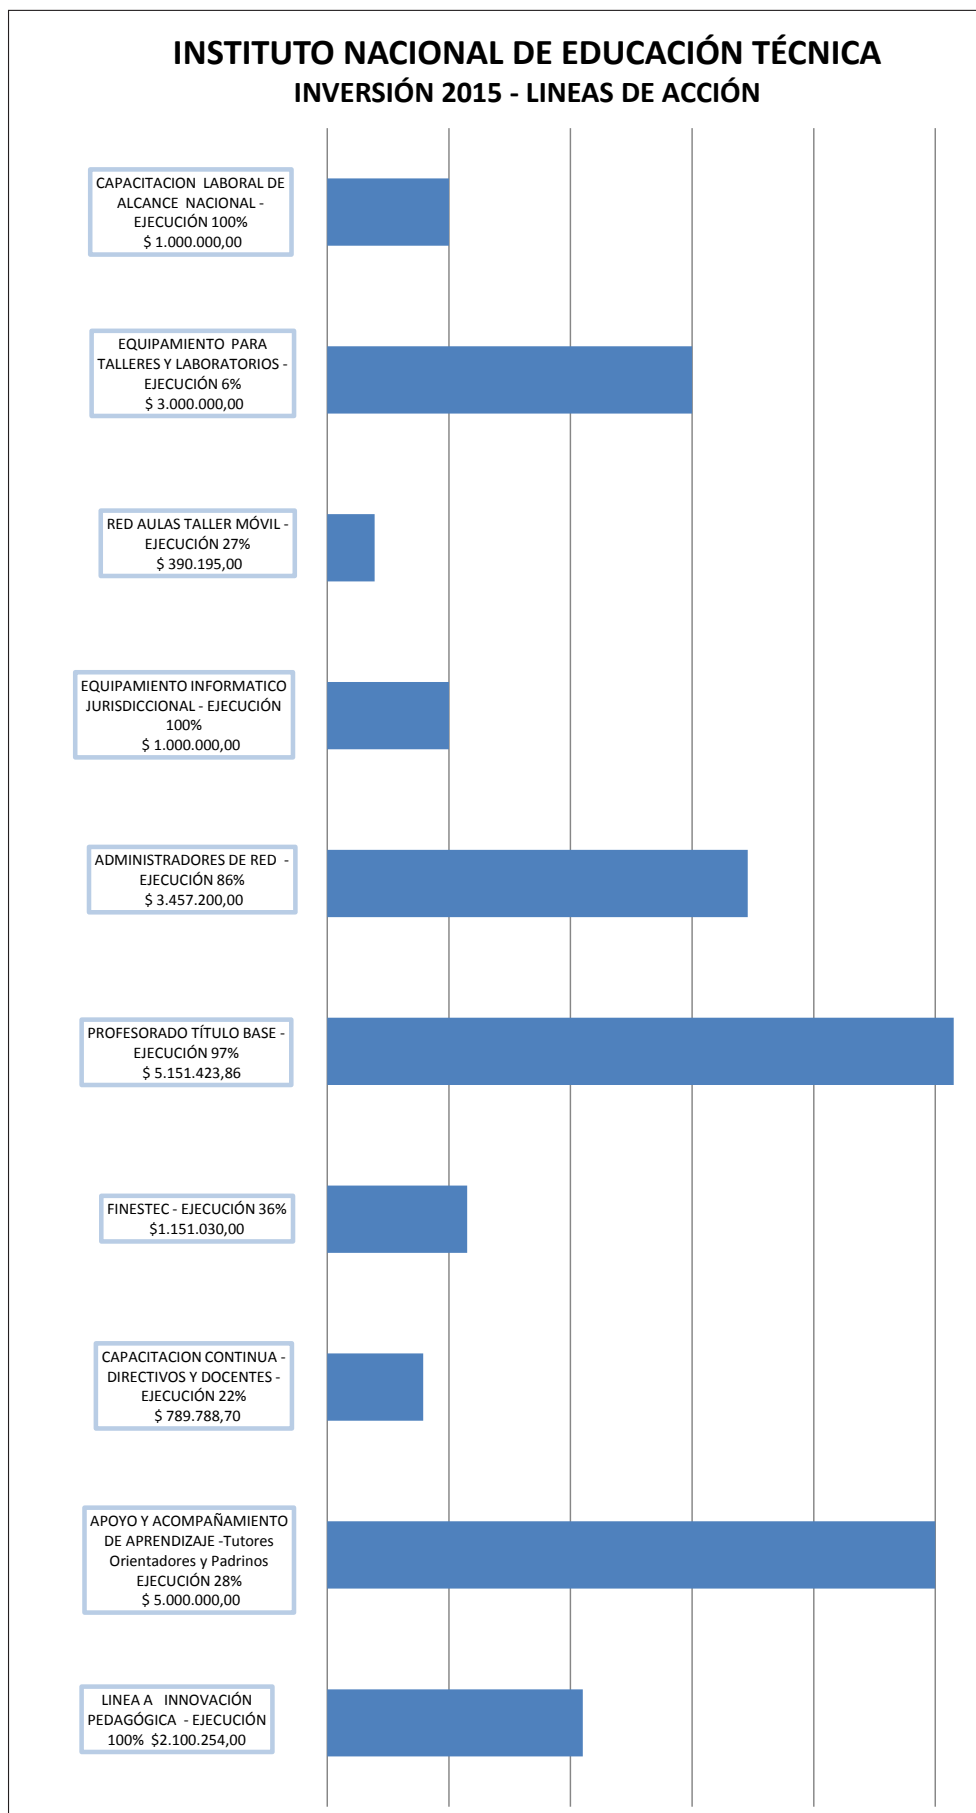 INSTITUTO NACIONAL DE EDUCACIÓN TÉCNICA
INVERSIÓN 2015 - LINEAS DE ACCIÓN
CAPACITACION LABORAL DE
ALCANCE NACIONAL -
EJECUCIÓN 100%
$ 1.000.000,00
EQUIPAMIENTO PARA
TALLERES Y LABORATORIOS -
EJECUCIÓN 6%
$ 3.000.000,00
RED AULAS TALLER MÓVIL -
EJECUCIÓN 27%
$ 390.195,00
EQUIPAMIENTO INFORMATICO
JURISDICCIONAL - EJECUCIÓN
100%
$ 1.000.000,00
ADMINISTRADORES DE RED -
EJECUCIÓN 86%
$ 3.457.200,00
PROFESORADO TÍTULO BASE -
EJECUCIÓN 97%
$ 5.151.423,86
FINESTEC - EJECUCIÓN 36%
$1.151.030,00
CAPACITACION CONTINUA -
DIRECTIVOS Y DOCENTES -
EJECUCIÓN 22%
$ 789.788,70
APOYO Y ACOMPAÑAMIENTO
DE APRENDIZAJE -Tutores
Orientadores y Padrinos
EJECUCIÓN 28%
$ 5.000.000,00
LINEA A INNOVACIÓN
PEDAGÓGICA - EJECUCIÓN
100% $2.100.254,00